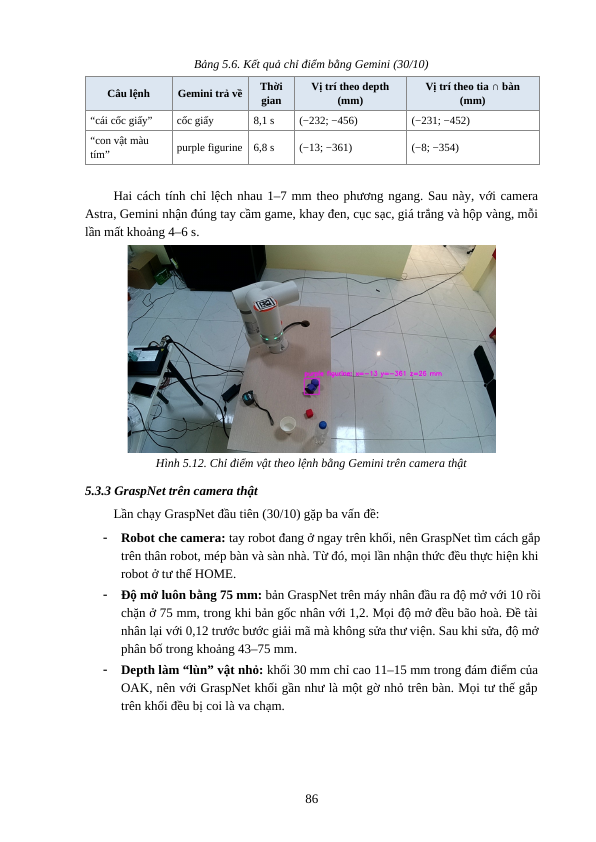 Bảng 5.6. Kết quả chỉ điểm bằng Gemini (30/10)
Câu lệnh | Gemini trả về | Thời gian | Vị trí theo depth (mm) | Vị trí theo tia ∩ bàn (mm)
“cái cốc giấy” | cốc giấy | 8,1 s | (−232; −456) | (−231; −452)
“con vật màu tím” | purple figurine | 6,8 s | (−13; −361) | (−8; −354)
Hai cách tính chỉ lệch nhau 1–7 mm theo phương ngang. Sau này, với camera
Astra, Gemini nhận đúng tay cầm game, khay đen, cục sạc, giá trắng và hộp vàng, mỗi
lần mất khoảng 4–6 s.
purple figurine: x=-13 y=-361 z=26 mm
Hình 5.12. Chỉ điểm vật theo lệnh bằng Gemini trên camera thật
5.3.3 GraspNet trên camera thật
Lần chạy GraspNet đầu tiên (30/10) gặp ba vấn đề:
- Robot che camera: tay robot đang ở ngay trên khối, nên GraspNet tìm cách gắp
trên thân robot, mép bàn và sàn nhà. Từ đó, mọi lần nhận thức đều thực hiện khi
robot ở tư thế HOME.
- Độ mở luôn bằng 75 mm: bản GraspNet trên máy nhân đầu ra độ mở với 10 rồi
chặn ở 75 mm, trong khi bản gốc nhân với 1,2. Mọi độ mở đều bão hoà. Đề tài
nhân lại với 0,12 trước bước giải mã mà không sửa thư viện. Sau khi sửa, độ mở
phân bố trong khoảng 43–75 mm.
- Depth làm “lùn” vật nhỏ: khối 30 mm chỉ cao 11–15 mm trong đám điểm của
OAK, nên với GraspNet khối gần như là một gờ nhỏ trên bàn. Mọi tư thế gắp
trên khối đều bị coi là va chạm.
86